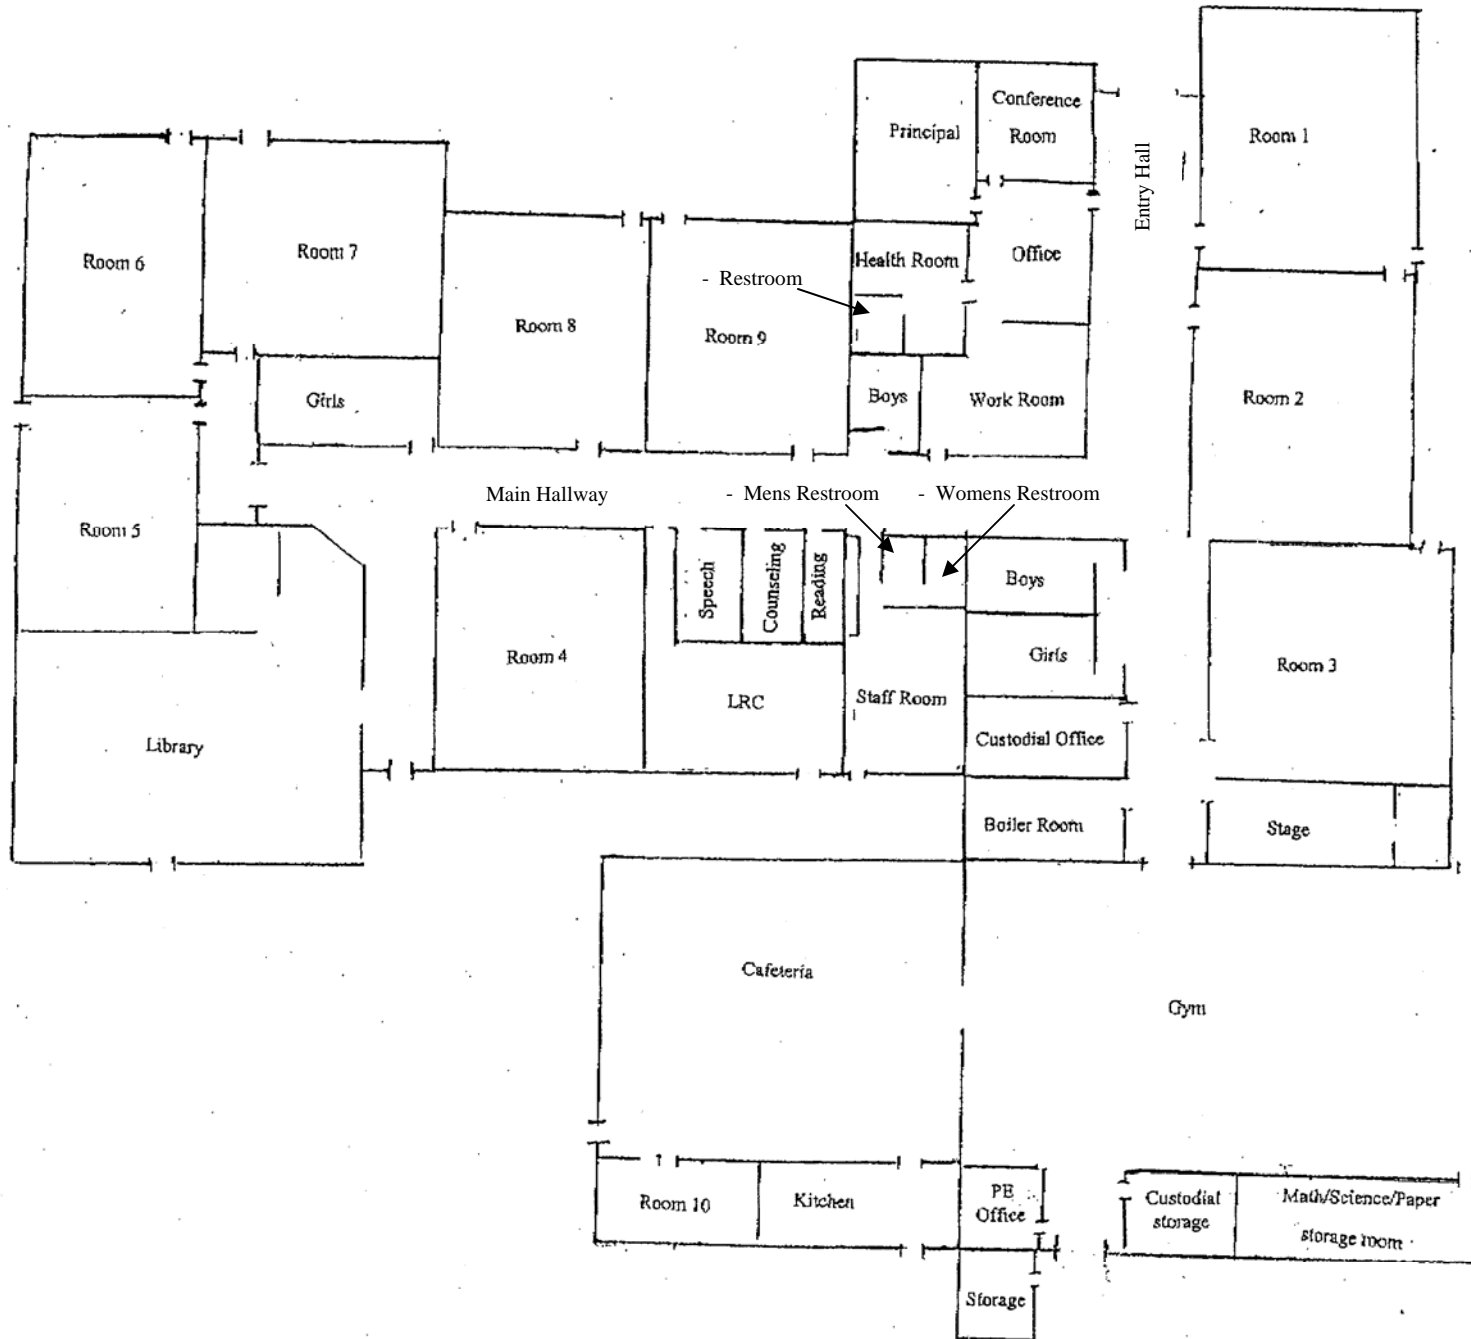 Conference
Room
Principal
Room 1
Entry Hall
Room 6
Room 7
Health Room
Office
- Restroom
Room 8
Room 9
Girls
Boys
Work Room
Room 2
Main Hallway
- Mens Restroom
- Womens Restroom
Room 5
Speech
Counseling
Reading
Boys
Room 4
Girls
Room 3
LRC
Staff Room
Library
Custodial Office
Boiler Room
Stage
Cafeteria
Gym
Room 10
Kitchen
PE
Office
Custodial
storage
Math/Science/Paper
storage room
Storage